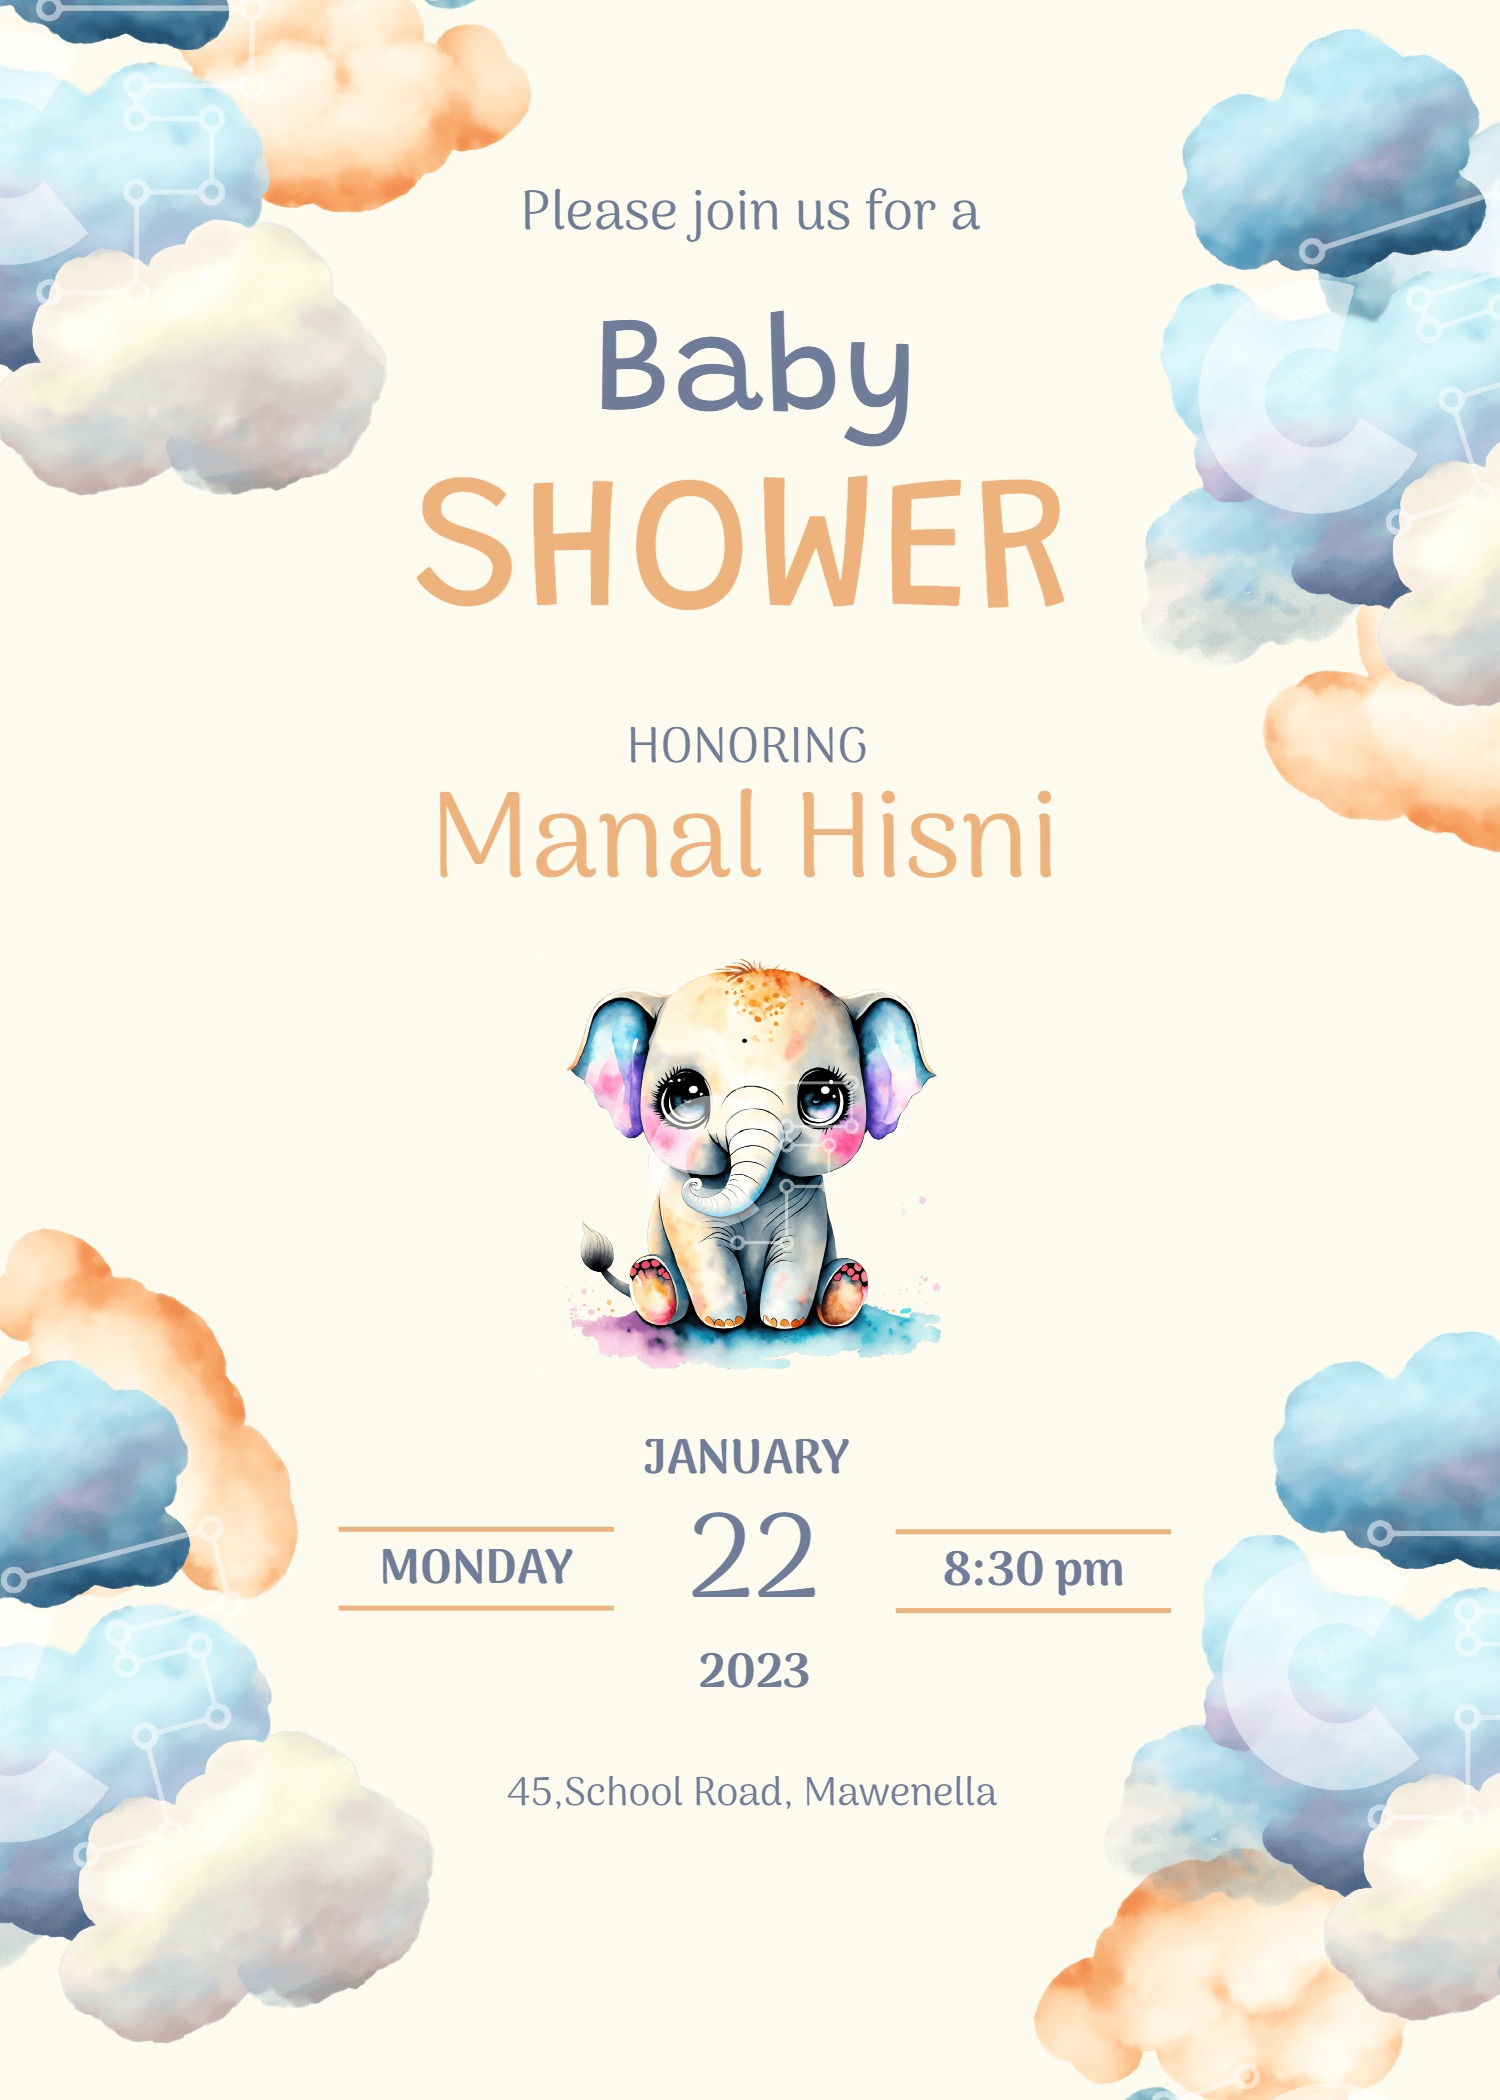 Please join us for a
Baby
SHOWER
HONORING
Manal Hisni
JANUARY
MONDAY
22
8:30 pm
2023
45,School Road, Mawenella